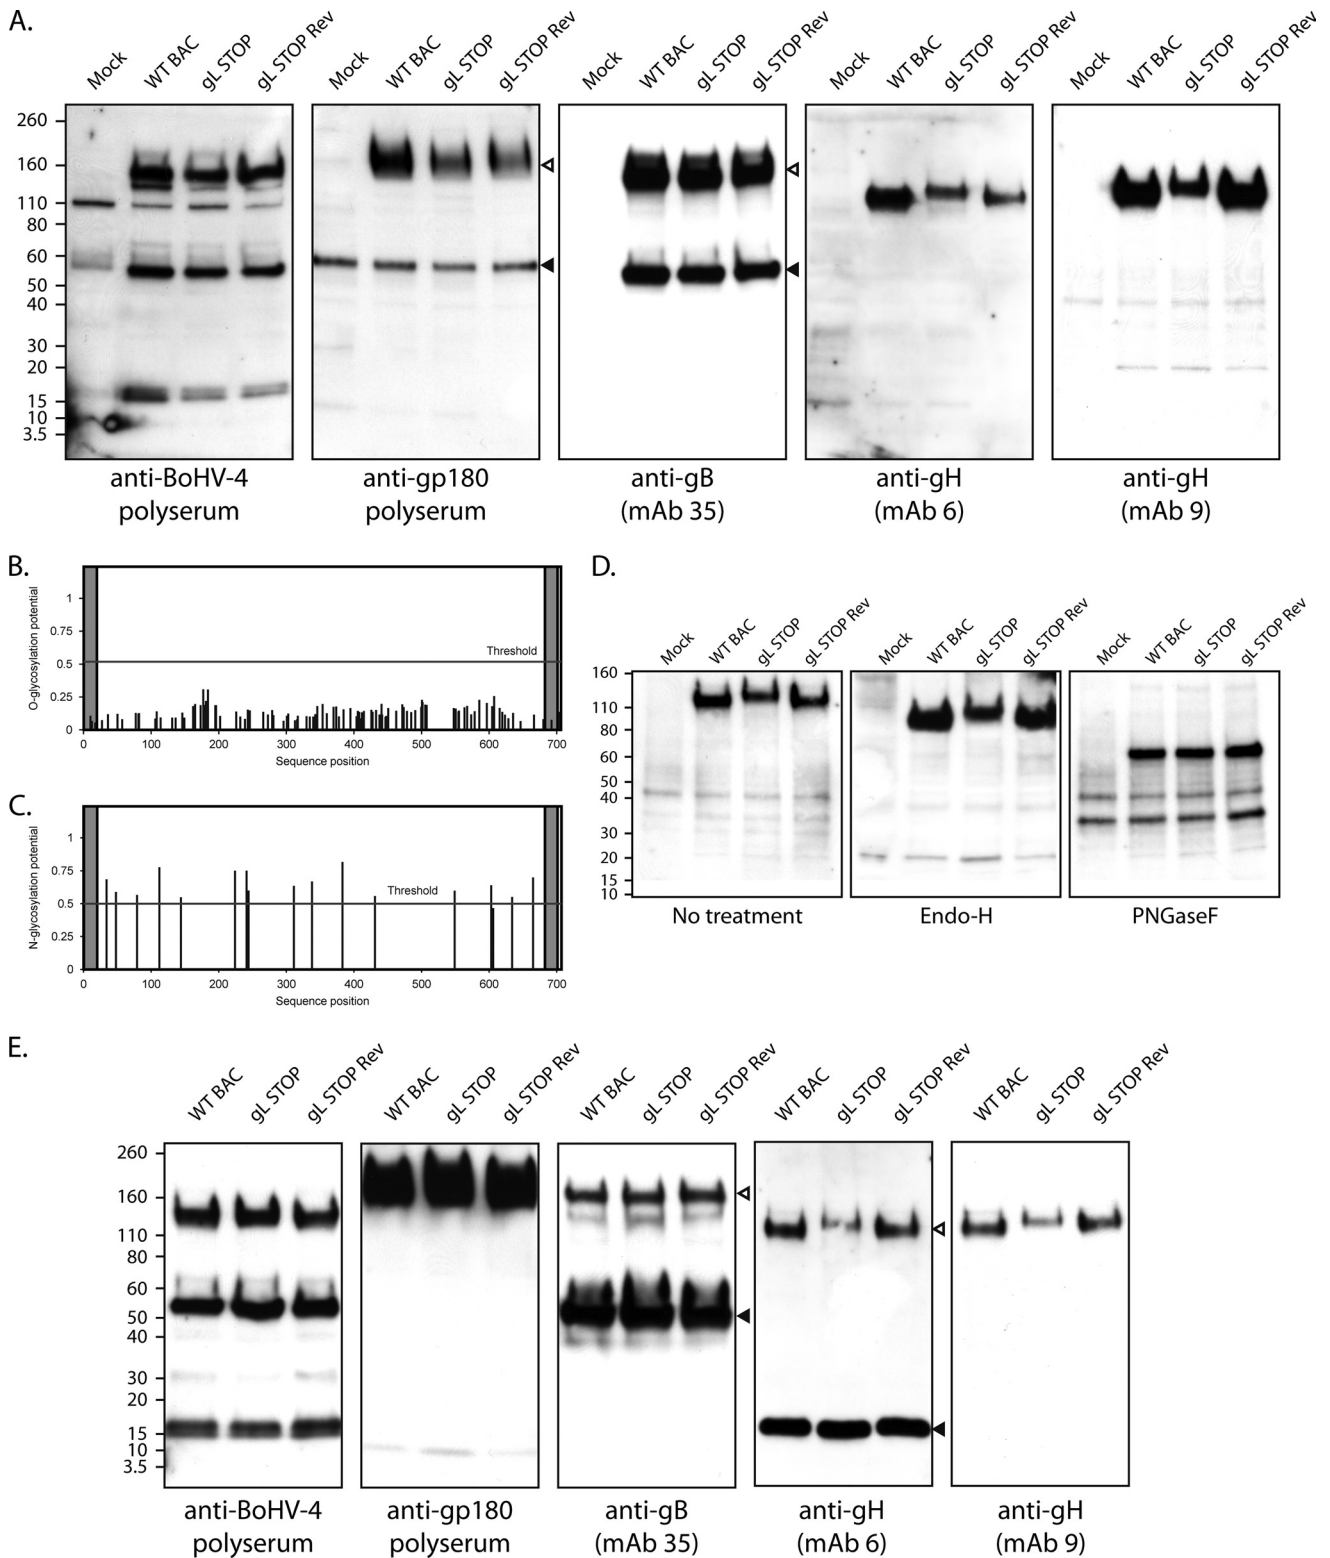 A.
Mock WT BAC gL STOP gL STOP Rev Mock WT BAC gL STOP gL STOP Rev Mock WT BAC gL STOP gL STOP Rev Mock WT BAC gL STOP gL STOP Rev Mock WT BAC gL STOP gL STOP Rev
260
160
110
80
60
50
40
30
20
15
10
3.5
anti-BoHV-4 polyserum
anti-gp180 polyserum
anti-gB (mAb 35)
anti-gH (mAb 6)
anti-gH (mAb 9)
B.
O-glycosylation potential
1
0.75
0.5
0.25
0
Threshold
0 100 200 300 400 500 600 700
Sequence position
C.
N-glycosylation potential
1
0.75
0.5
0.25
0
Threshold
0 100 200 300 400 500 600 700
Sequence position
D.
Mock WT BAC gL STOP gL STOP Rev Mock WT BAC gL STOP gL STOP Rev Mock WT BAC gL STOP gL STOP Rev
160
110
80
60
50
40
30
20
15
10
No treatment
Endo-H
PNGaseF
E.
WT BAC gL STOP gL STOP Rev WT BAC gL STOP gL STOP Rev WT BAC gL STOP gL STOP Rev WT BAC gL STOP gL STOP Rev WT BAC gL STOP gL STOP Rev
260
160
110
80
60
50
40
30
20
15
10
3.5
anti-BoHV-4 polyserum
anti-gp180 polyserum
anti-gB (mAb 35)
anti-gH (mAb 6)
anti-gH (mAb 9)